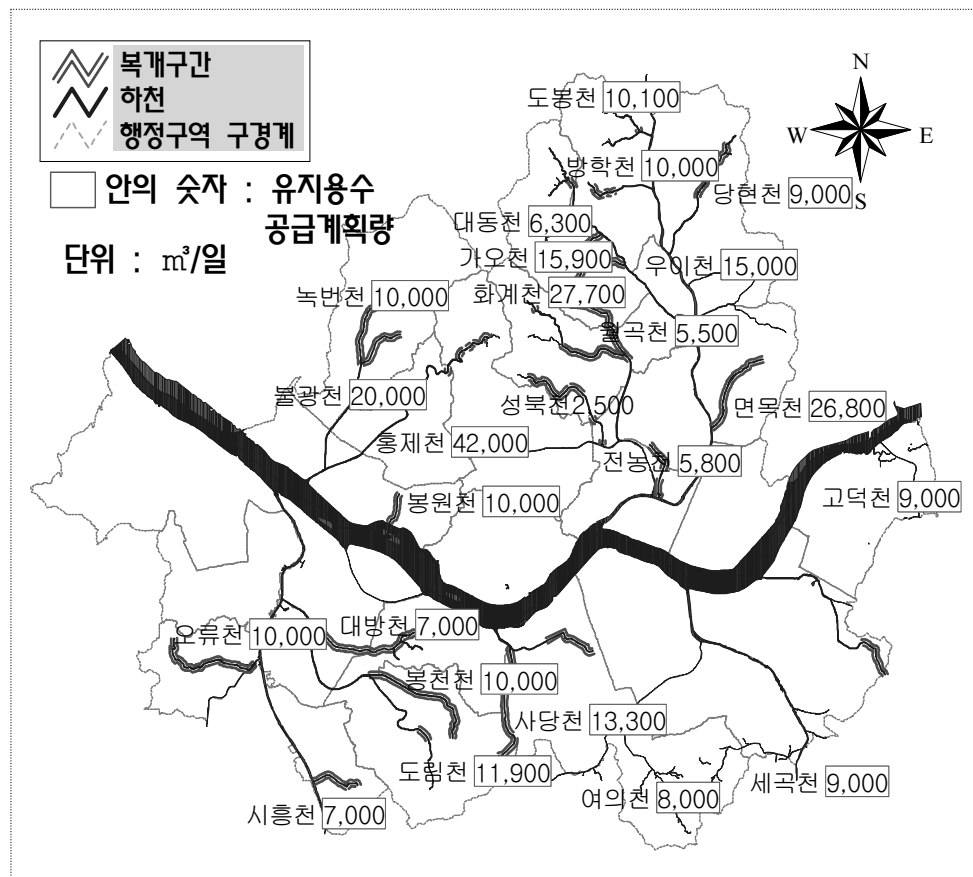 복개구간
하천
행정구역 구경계
안의 숫자 : 유지용수
공급계획량
단위 : ㎥/일
N
W E
S
도봉천 10,100
방학천 10,000
당현천 9,000
대동천 6,300
가오천 15,900
우이천 15,000
녹번천 10,000
화계천 27,700
월곡천 5,500
불광천 20,000
성북천 2,500
면목천 26,800
홍제천 42,000
전농천 5,800
봉원천 10,000
고덕천 9,000
오류천 10,000
대방천 7,000
봉천천 10,000
사당천 13,300
도림천 11,900
여의천 8,000
세곡천 9,000
시흥천 7,000